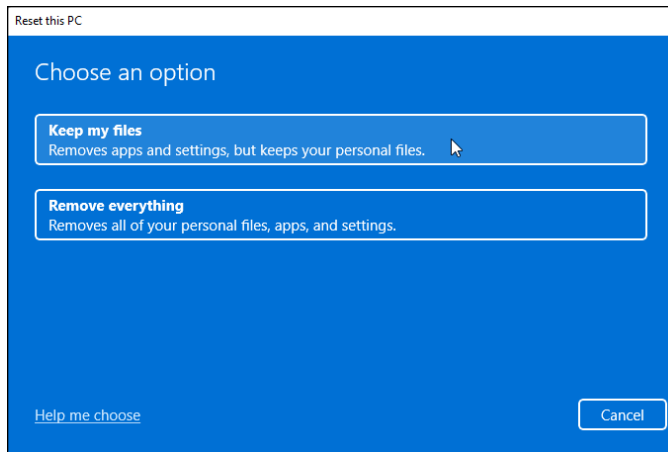 Reset this PC
Choose an option
Keep my files
Removes apps and settings, but keeps your personal files.
Remove everything
Removes all of your personal files, apps, and settings.
Help me choose
Cancel